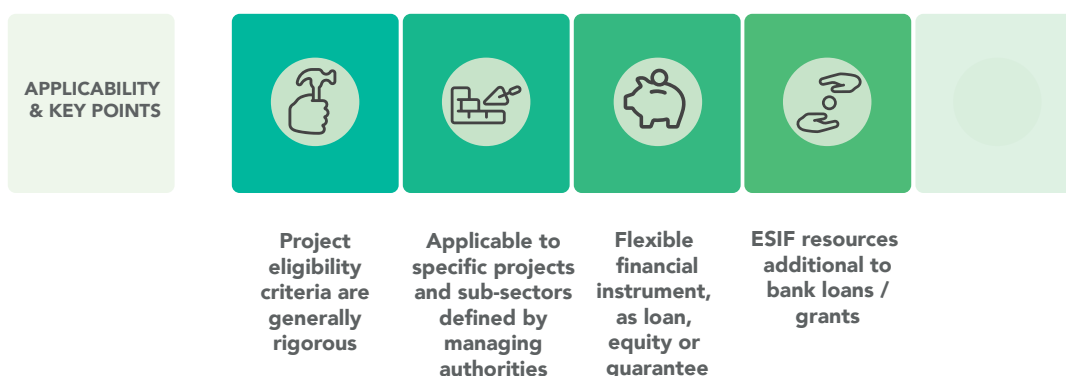 APPLICABILITY
& KEY POINTS
Project
eligibility
criteria are
generally
rigorous
Applicable to
specific projects
and sub-sectors
defined by
managing
authorities
Flexible
financial
instrument,
as loan,
equity or
guarantee
ESIF resources
additional to
bank loans /
grants